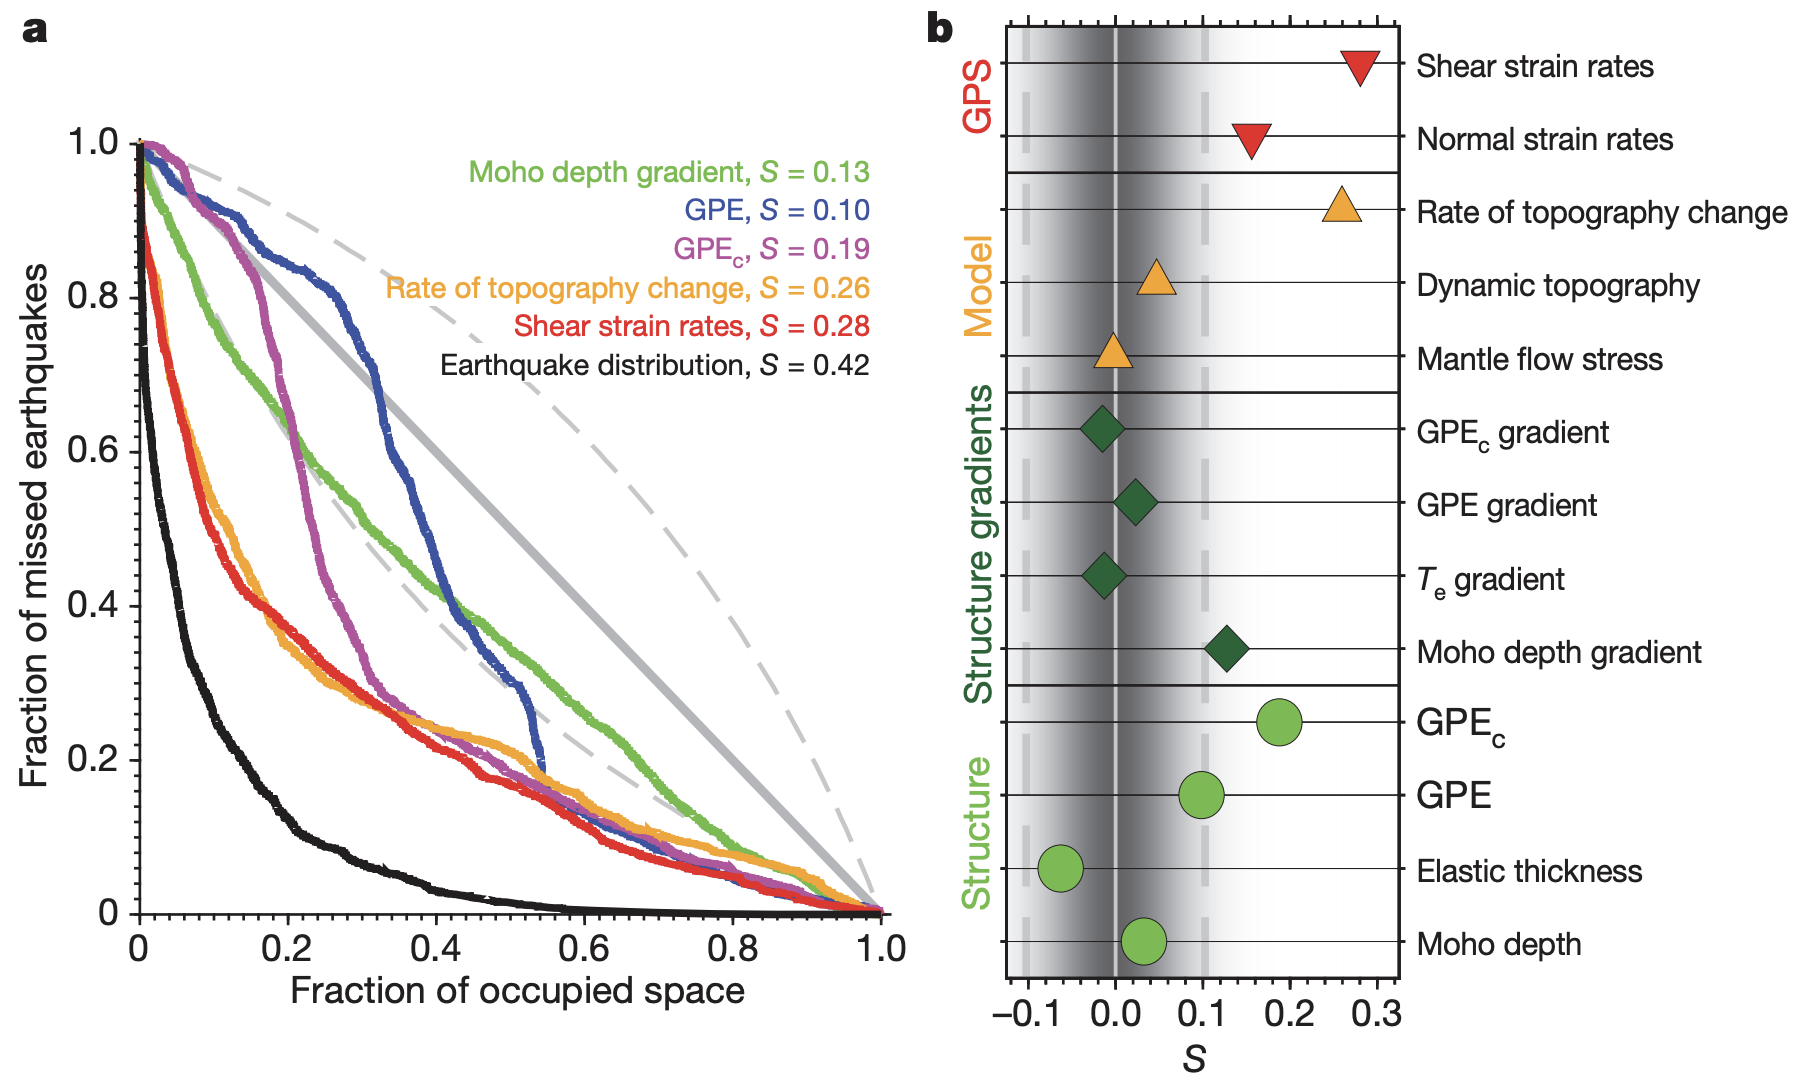 a
Fraction of missed earthquakes
1.0
0.8
0.6
0.4
0.2
0
Moho depth gradient, S = 0.13
GPE, S = 0.10
GPEc, S = 0.19
Rate of topography change, S = 0.26
Shear strain rates, S = 0.28
Earthquake distribution, S = 0.42
0 0.2 0.4 0.6 0.8 1.0
Fraction of occupied space
b
GPS
Shear strain rates
Normal strain rates
Model
Rate of topography change
Dynamic topography
Mantle flow stress
Structure gradients
GPEc gradient
GPE gradient
Te gradient
Moho depth gradient
Structure
GPEc
GPE
Elastic thickness
Moho depth
−0.1 0.0 0.1 0.2 0.3
S